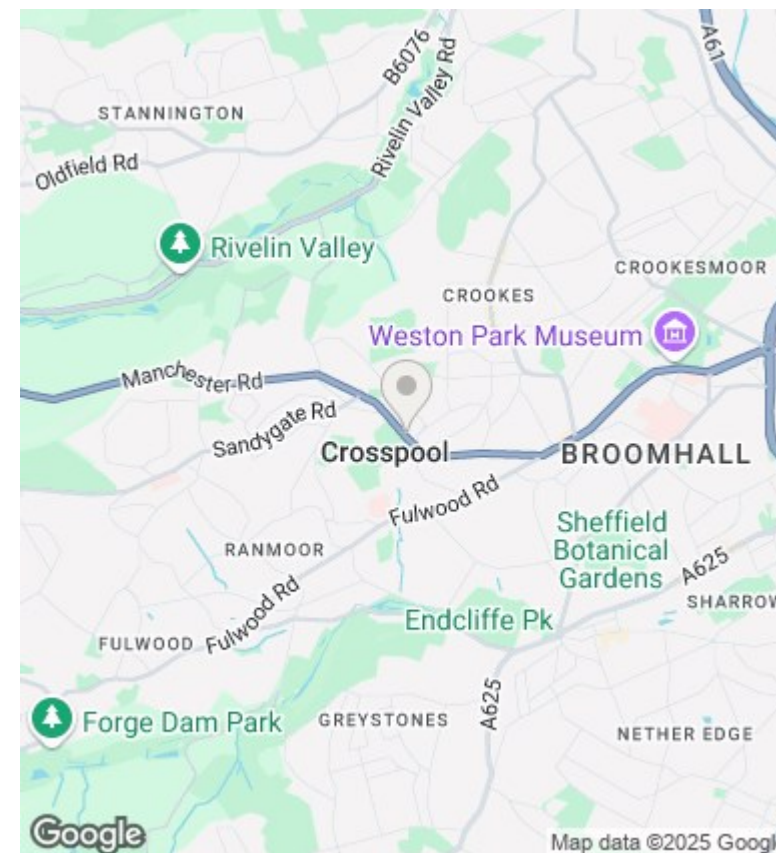 A61
B6076
STANNINGTON
Rivelin Valley Rd
Oldfield Rd
Rivelin Valley
CROOKESMOOR
CROOKES
Weston Park Museum
Manchester Rd
Sandygate Rd
Crosspool
BROOMHALL
Fulwood Rd
Sheffield
Botanical
Gardens
RANMOOR
A625
SHARROW
Fulwood Rd
Endcliffe Pk
FULWOOD
A625
Forge Dam Park
GREYSTONES
NETHER EDGE
Google
Map data ©2025 Googl